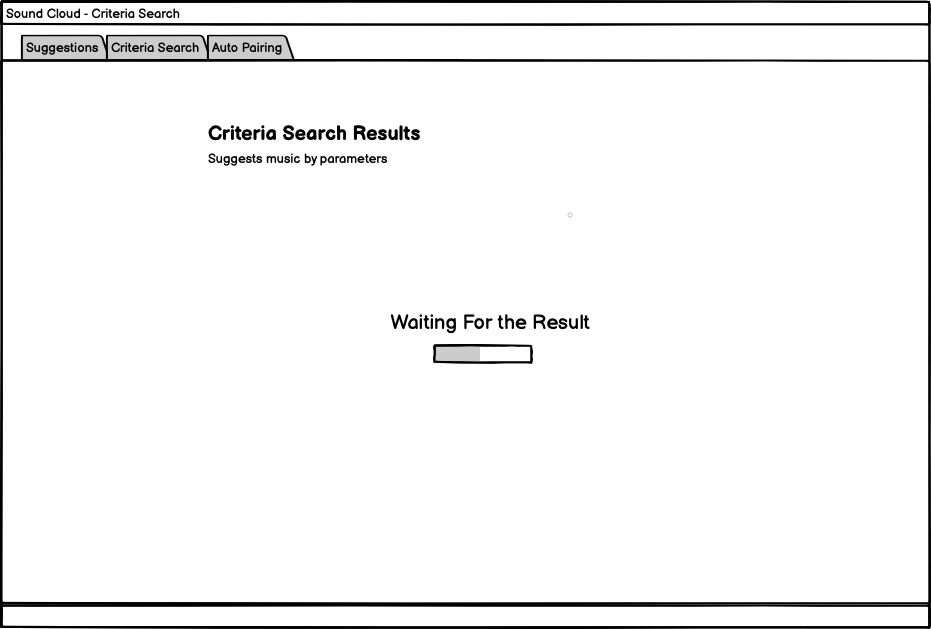 Sound Cloud - Criteria Search
Suggestions Criteria Search Auto Pairing
Criteria Search Results
Suggests music by parameters
Waiting For the Result